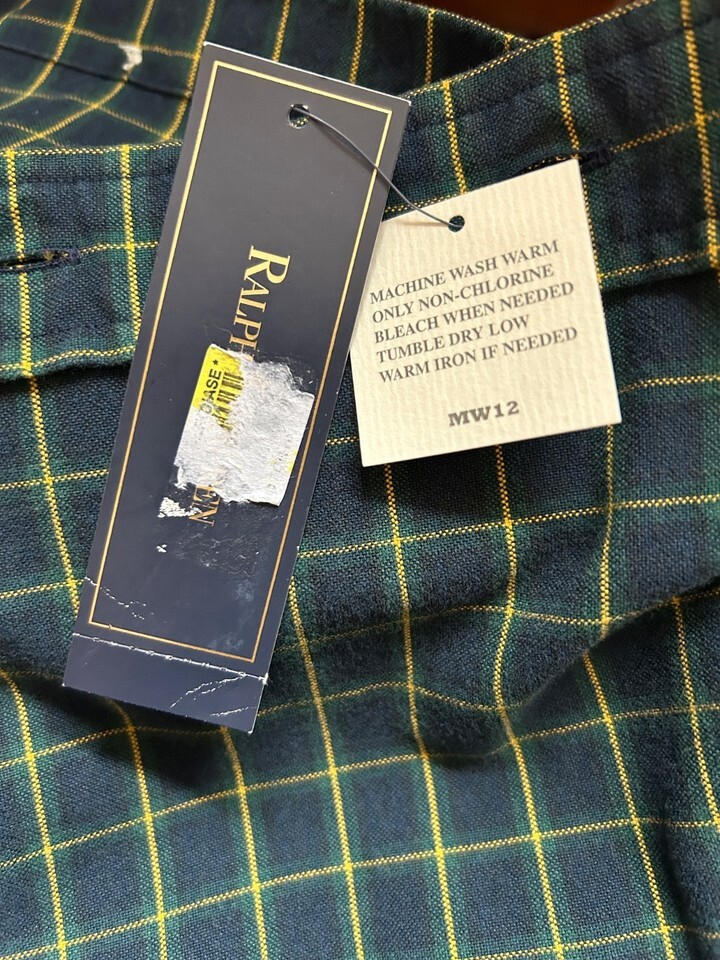 RALPH
EN
CHASE*
MACHINE WASH WARM
ONLY NON-CHLORINE
BLEACH WHEN NEEDED
TUMBLE DRY LOW
WARM IRON IF NEEDED
MW12